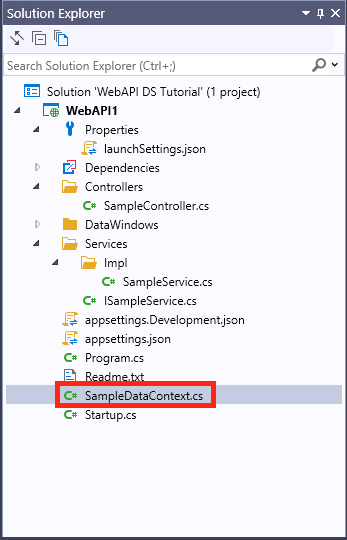 Solution Explorer
Search Solution Explorer (Ctrl+;)
Solution 'WebAPI DS Tutorial' (1 project)
WebAPI1
Properties
launchSettings.json
Dependencies
Controllers
C# SampleController.cs
DataWindows
Services
Impl
C# SampleService.cs
C# ISampleService.cs
appsettings.Development.json
appsettings.json
C# Program.cs
Readme.txt
C# SampleDataContext.cs
C# Startup.cs